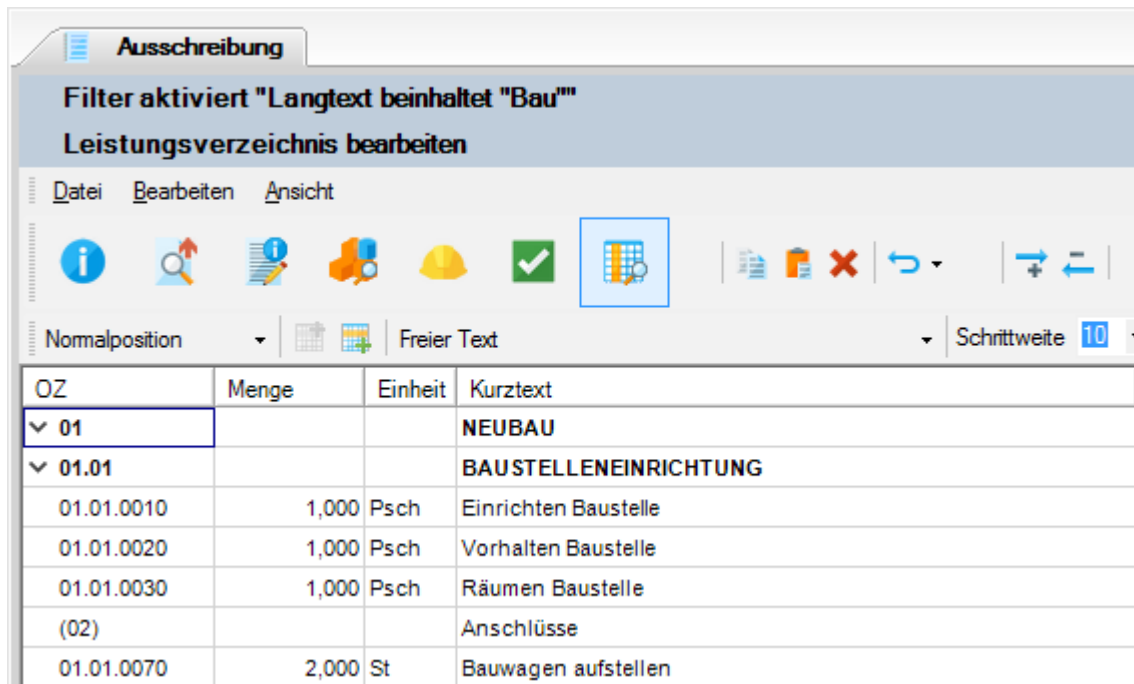 Ausschreibung
Filter aktiviert "Langtext beinhaltet "Bau""
Leistungsverzeichnis bearbeiten
Datei Bearbeiten Ansicht
Normalposition Freier Text Schrittweite 10
OZ Menge Einheit Kurztext
01 NEUBAU
01.01 BAUSTELLENEINRICHTUNG
01.01.0010 1,000 Psch Einrichten Baustelle
01.01.0020 1,000 Psch Vorhalten Baustelle
01.01.0030 1,000 Psch Räumen Baustelle
(02) Anschlüsse
01.01.0070 2,000 St Bauwagen aufstellen